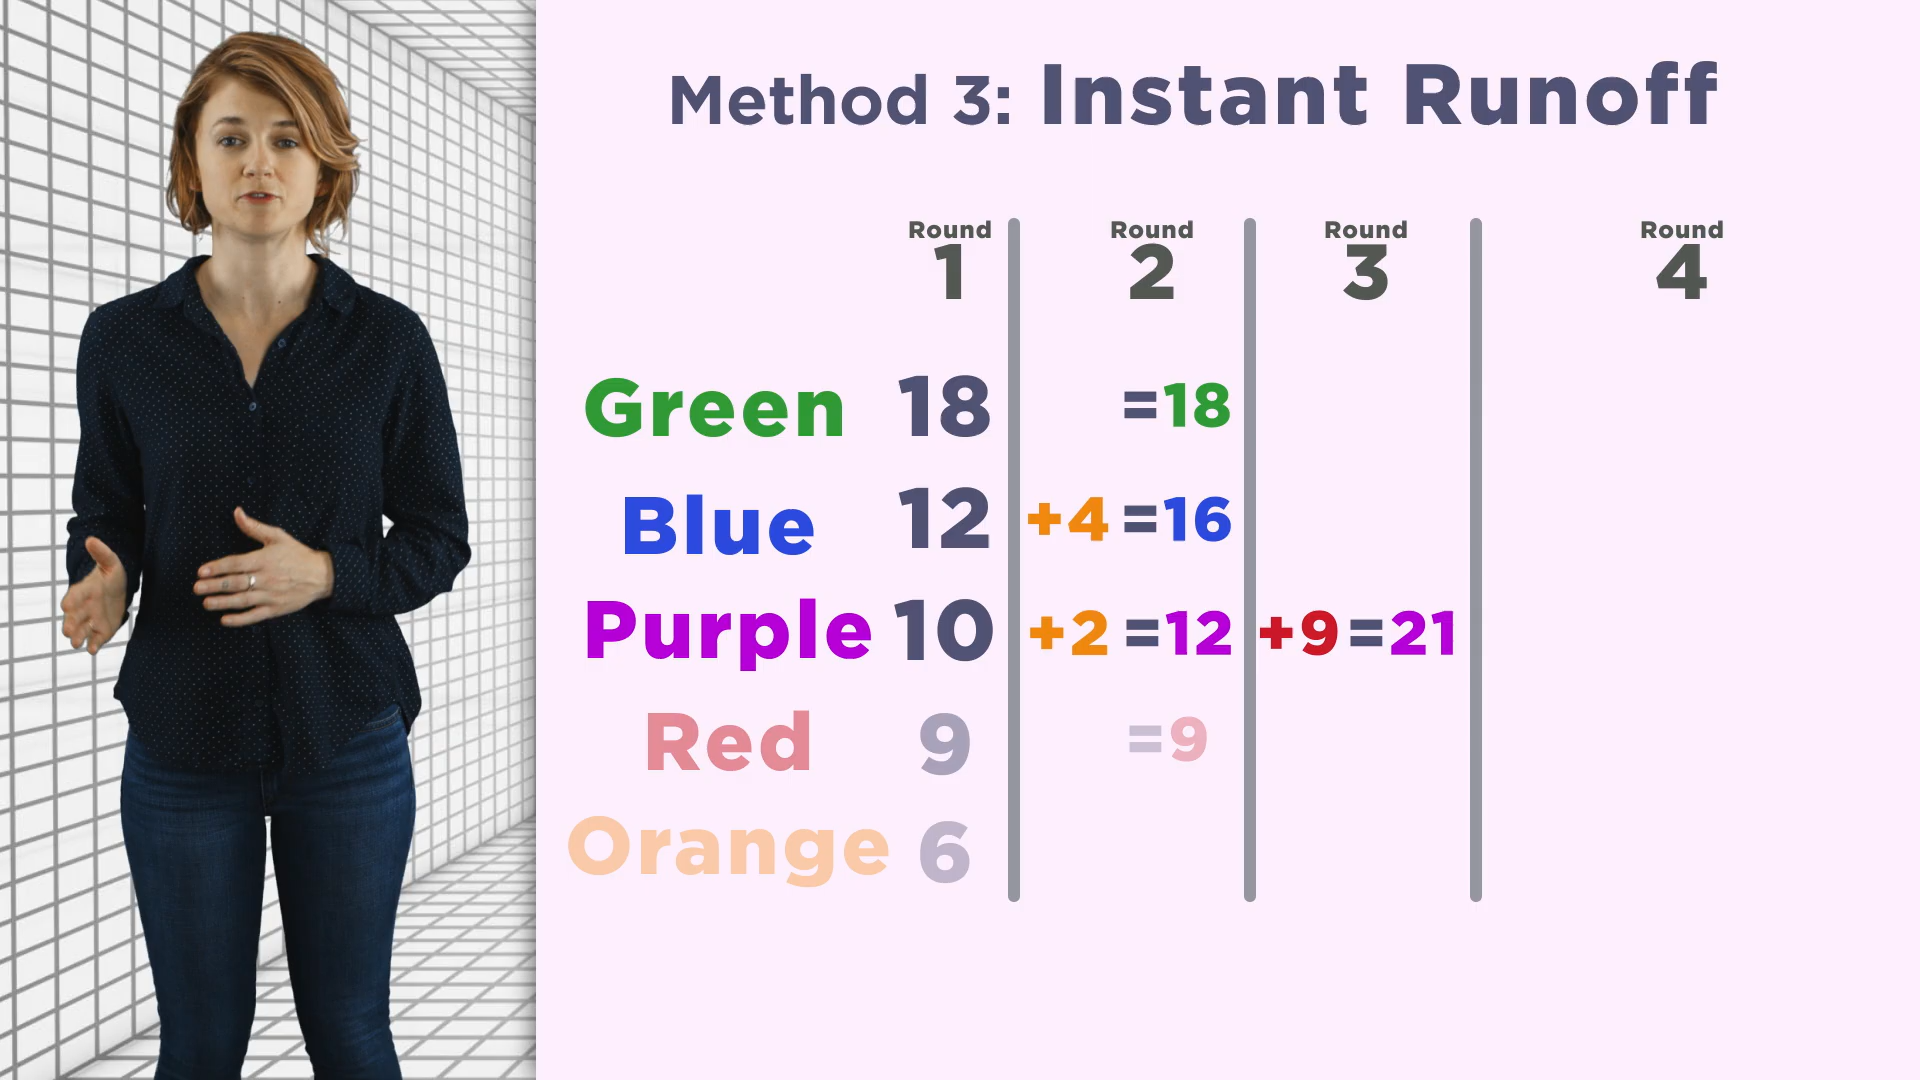 Method 3: Instant Runoff
Round 1
Round 2
Round 3
Round 4
Green 18 =18
Blue 12 +4 =16
Purple 10 +2 =12 +9 =21
Red 9 =9
Orange 6